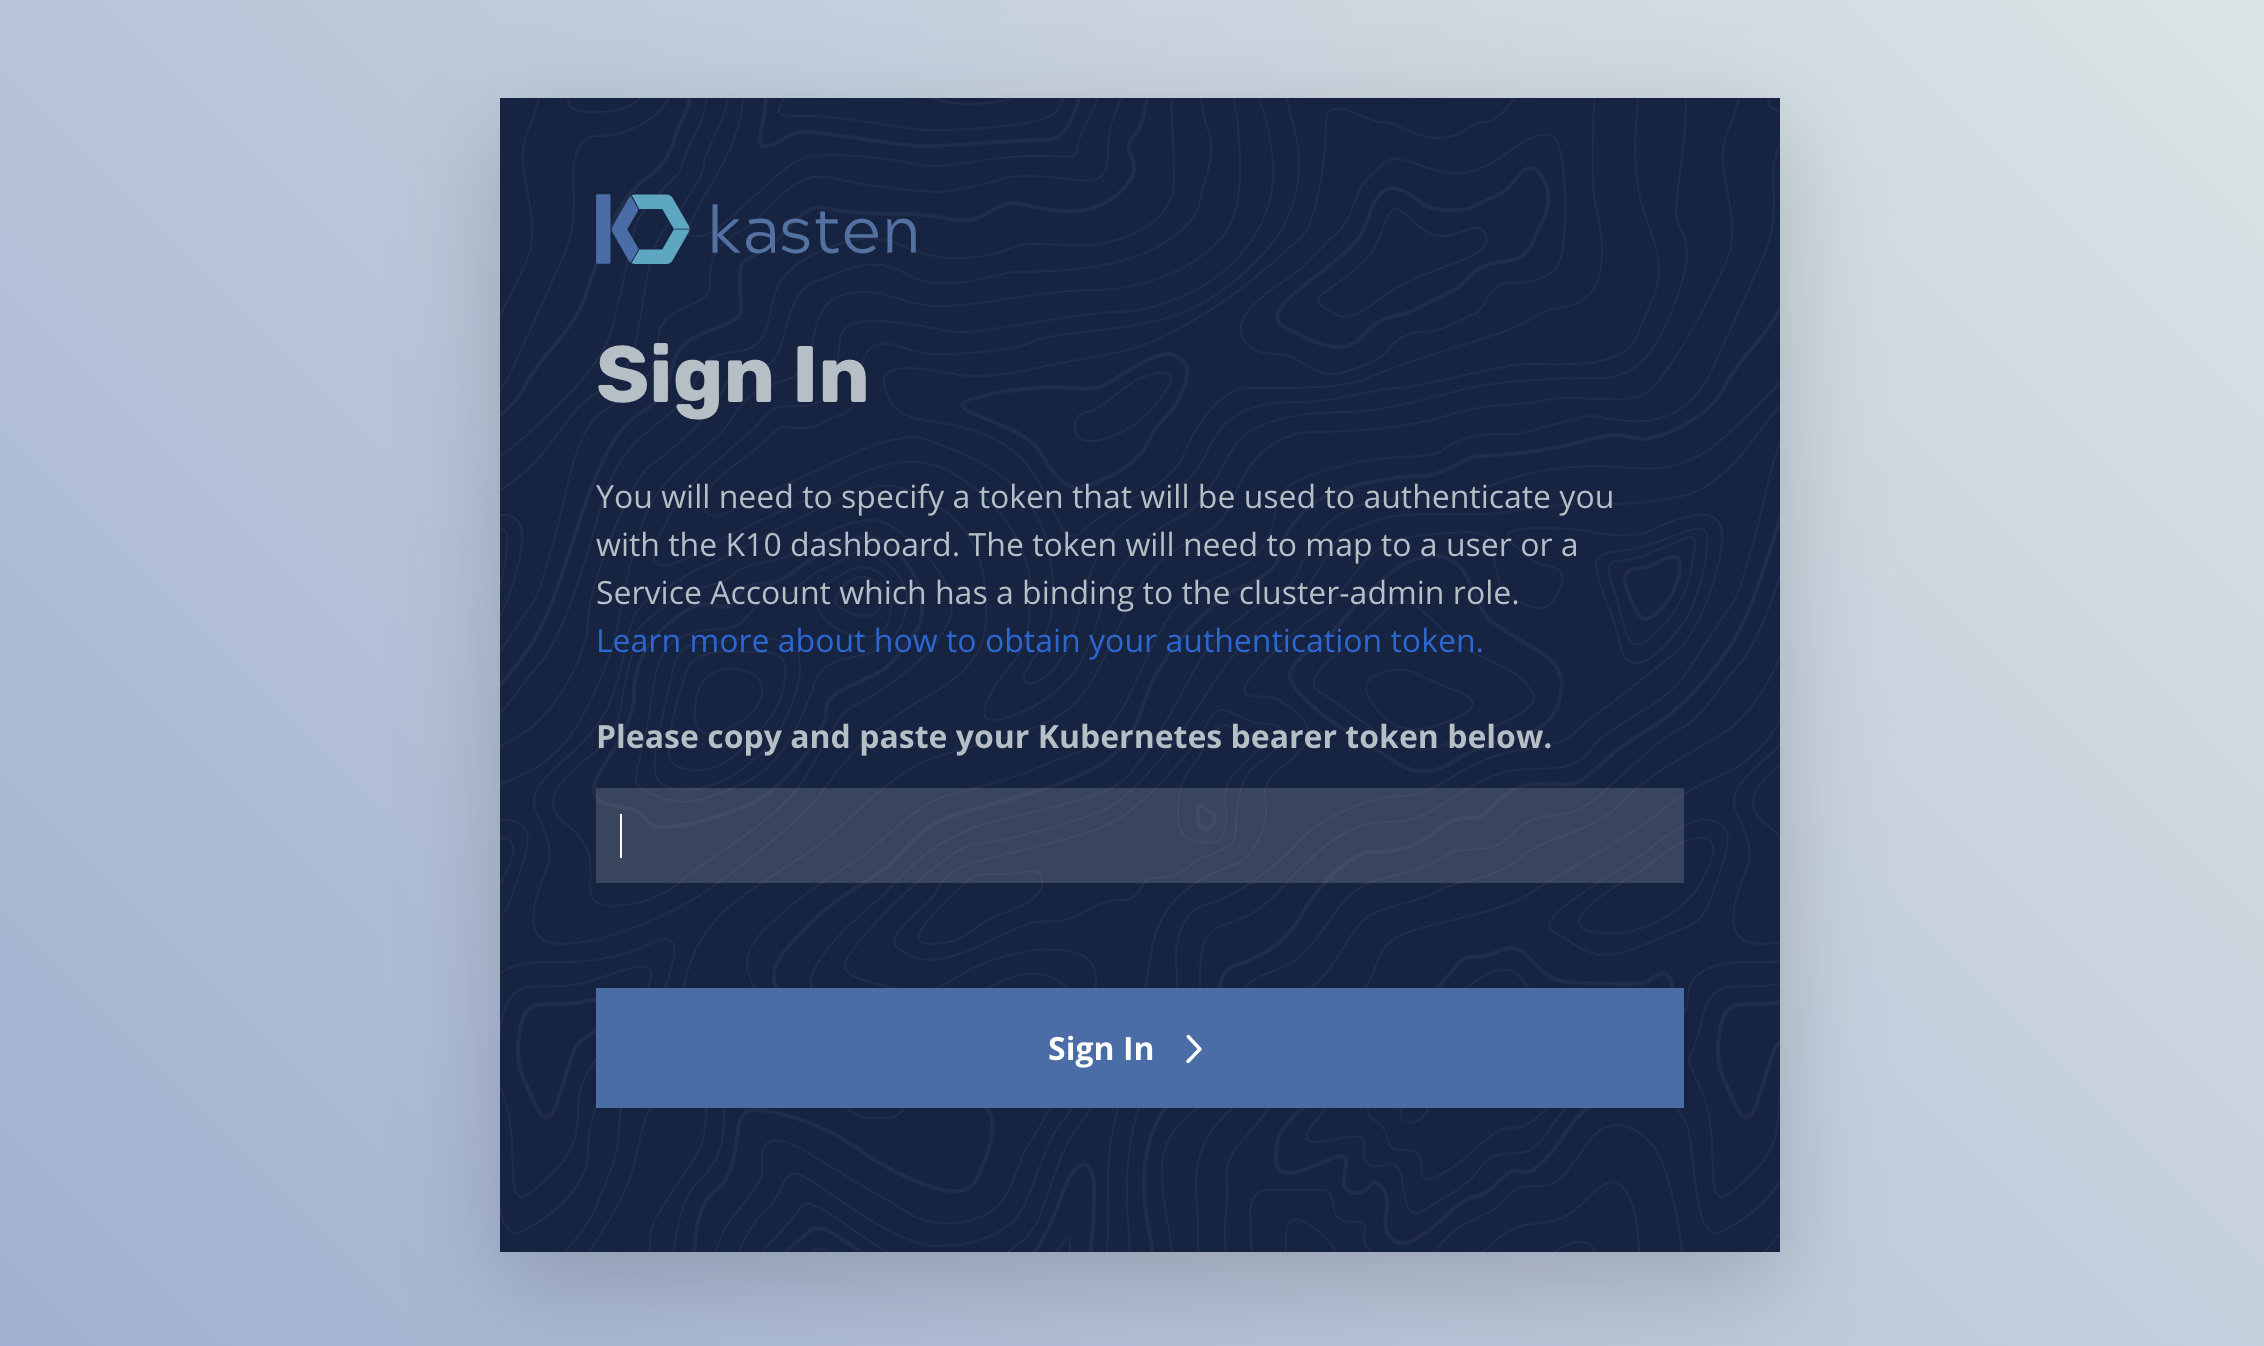 kasten
Sign In
You will need to specify a token that will be used to authenticate you
with the K10 dashboard. The token will need to map to a user or a
Service Account which has a binding to the cluster-admin role.
Learn more about how to obtain your authentication token.
Please copy and paste your Kubernetes bearer token below.
Sign In